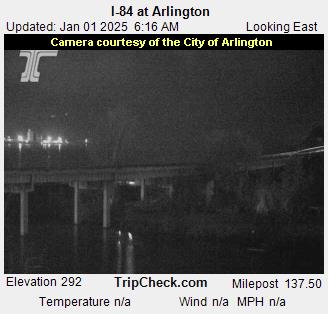 I-84 at Arlington
Updated: Jan 01 2025 6:16 AM Looking East
Camera courtesy of the City of Arlington
Elevation 292 TripCheck.com Milepost 137.50
Temperature n/a Wind n/a MPH n/a